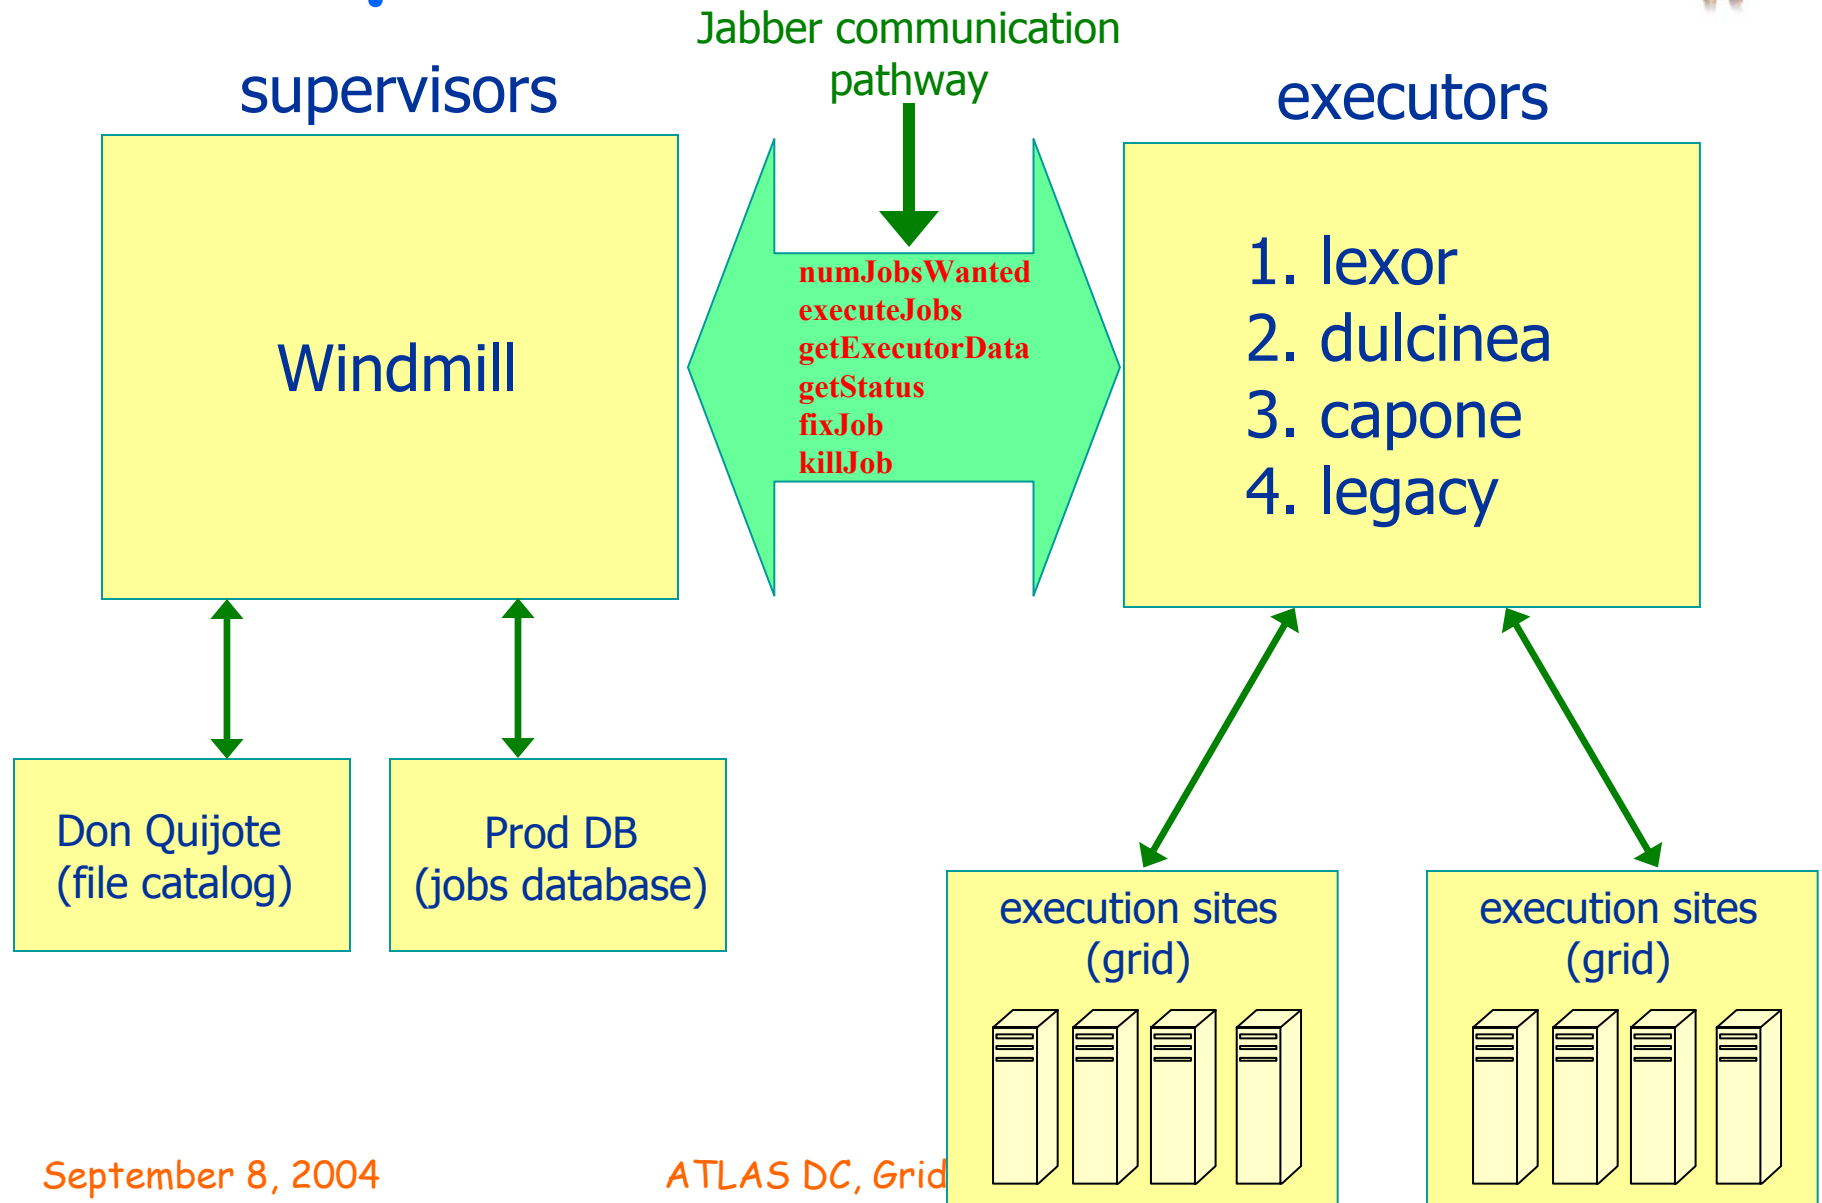 Jabber communication
pathway
supervisors
executors
Windmill
numJobsWanted
executeJobs
getExecutorData
getStatus
fixJob
killJob
1. lexor
2. dulcinea
3. capone
4. legacy
Don Quijote
(file catalog)
Prod DB
(jobs database)
execution sites
(grid)
execution sites
(grid)
September 8, 2004
ATLAS DC, Grid